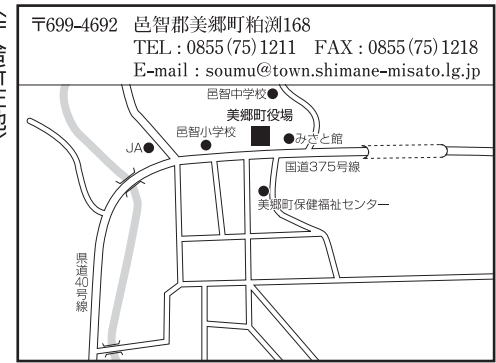 〒699-4692 邑智郡美郷町粕渕168
TEL：0855(75)1211 FAX：0855(75)1218
E-mail：soumu@town.shimane-misato.lg.jp
邑智中学校
美郷町役場
邑智小学校
みさと館
JA
国道375号線
美郷町保健福祉センター
県道40号線